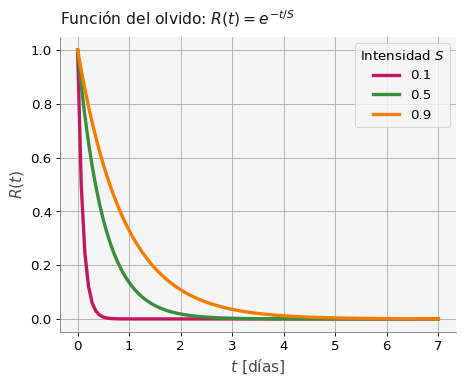 Función del olvido: R(t) = e^{-t/S}
Intensidad S
0.1
0.5
0.9
1.0
0.8
0.6
0.4
0.2
0.0
R(t)
0 1 2 3 4 5 6 7
t [días]